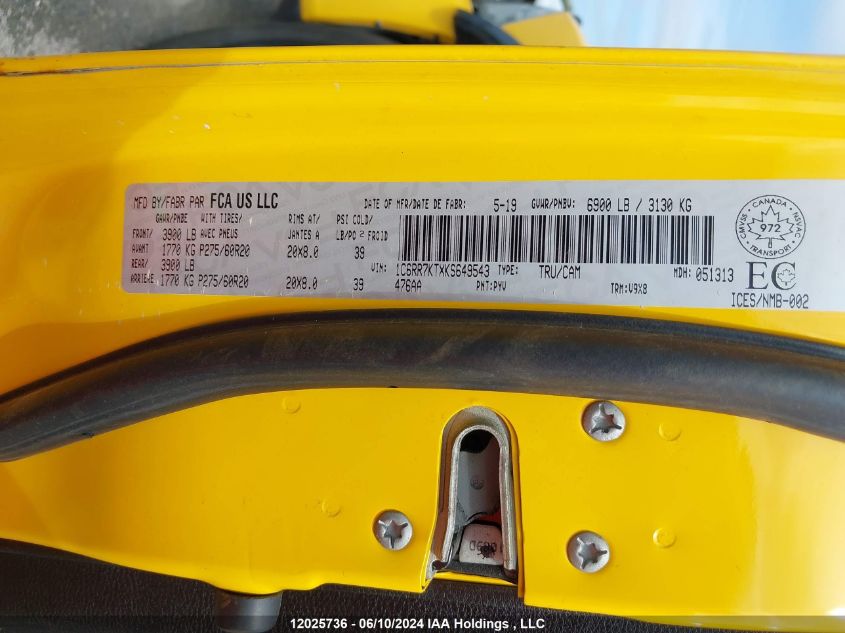 MFD BY/FABR PAR FCA US LLC DATE OF MFR/DATE DE FABR: 5-19 GVWR/PNBV: 6900 LB / 3130 KG
GAWR/PNBE WITH TIRES/ RIMS AT/ PSI COLD/
FRONT/ 3900 LB AVEC PNEUS JANTES A LB/PO² FROID
AVANT 1770 KG P275/60R20 20X8.0 39
REAR/ 3900 LB VIN: 1C6RR7KTXKS649543 TYPE: TRU/CAM MDH: 051313
ARRIERE- 1770 KG P275/60R20 20X8.0 39 476AA PNT:PYV TRM:V9X8
CANADA
CMVSS NSVAC
972
TRANSPORT
EC
ICES/NMB-002
12025736 - 06/10/2024 IAA Holdings , LLC